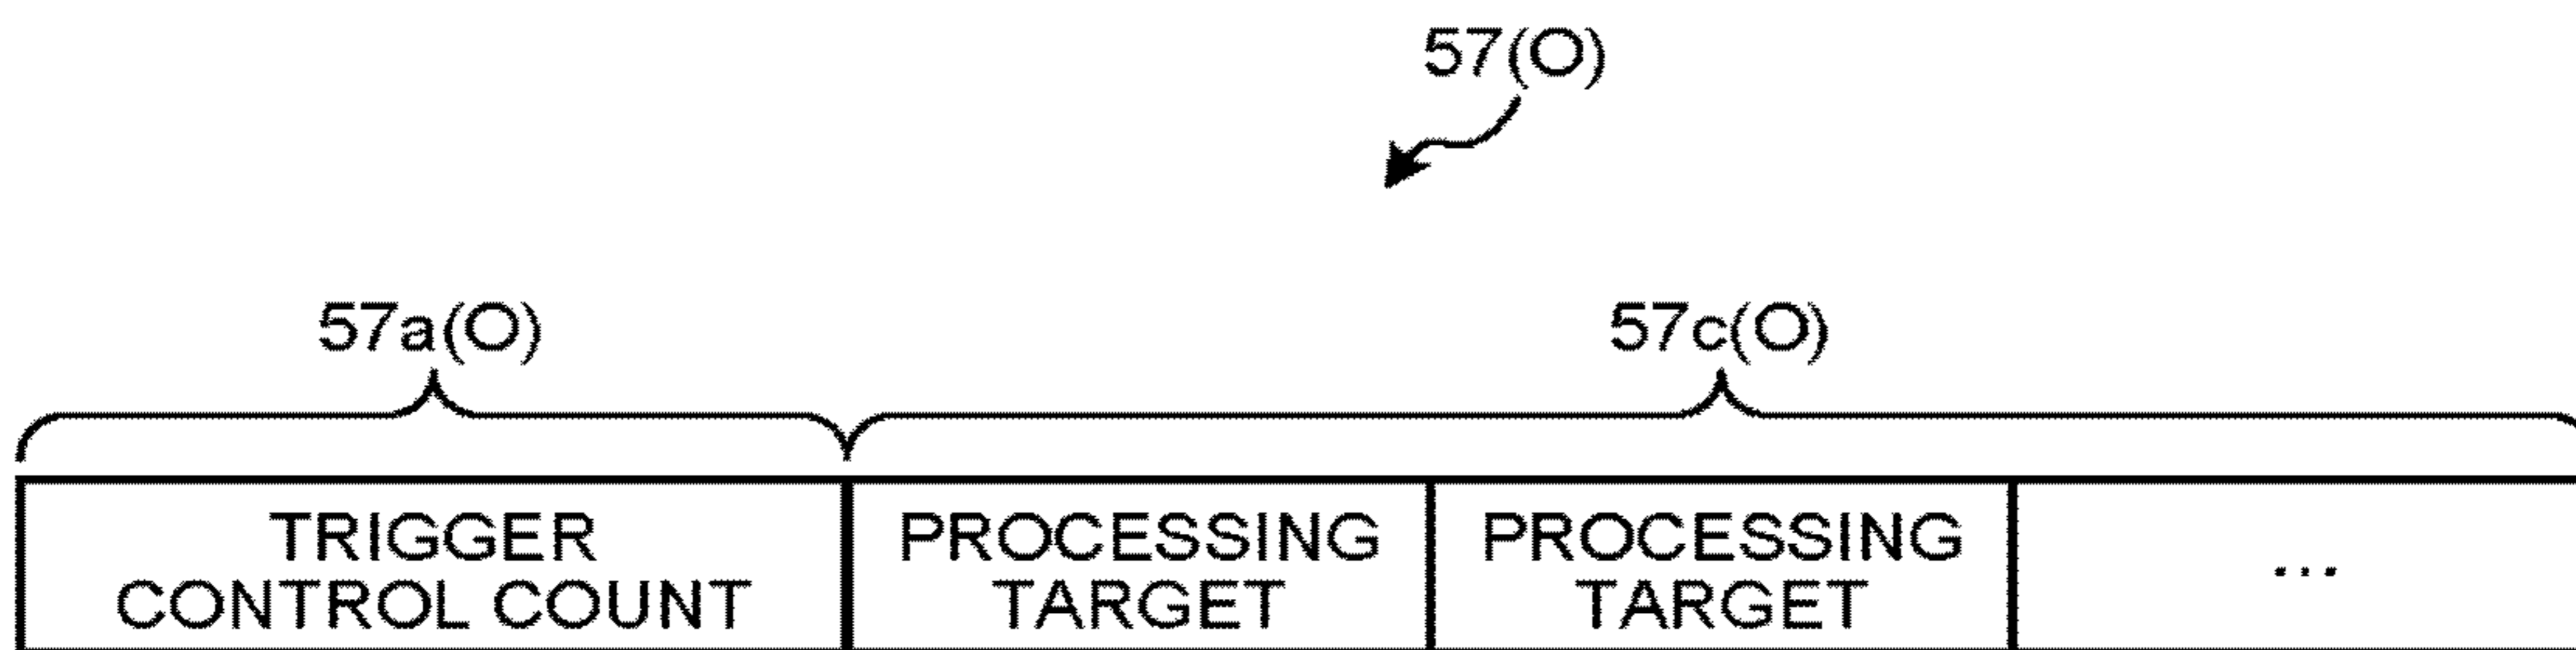 57(O)
57a(O)
57c(O)
TRIGGER
CONTROL COUNT
PROCESSING
TARGET
PROCESSING
TARGET
...